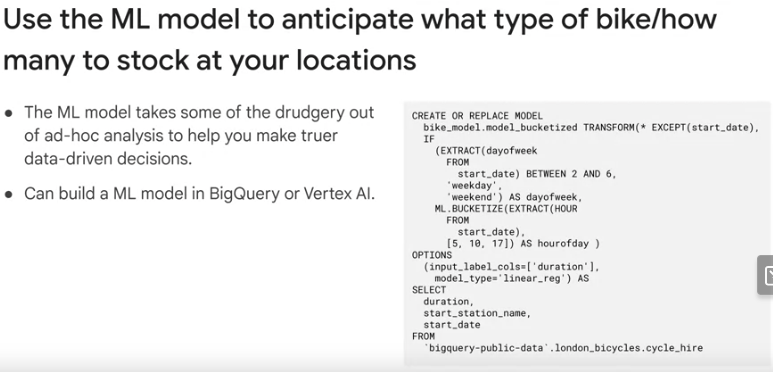 Use the ML model to anticipate what type of bike/how
many to stock at your locations
● The ML model takes some of the drudgery out
of ad-hoc analysis to help you make truer
data-driven decisions.
● Can build a ML model in BigQuery or Vertex AI.
CREATE OR REPLACE MODEL
bike_model.model_bucketized TRANSFORM(* EXCEPT(start_date),
IF
(EXTRACT(dayofweek
FROM
start_date) BETWEEN 2 AND 6,
'weekday',
'weekend') AS dayofweek,
ML.BUCKETIZE(EXTRACT(HOUR
FROM
start_date),
[5, 10, 17]) AS hourofday )
OPTIONS
(input_label_cols=['duration'],
model_type='linear_reg') AS
SELECT
duration,
start_station_name,
start_date
FROM
`bigquery-public-data`.london_bicycles.cycle_hire